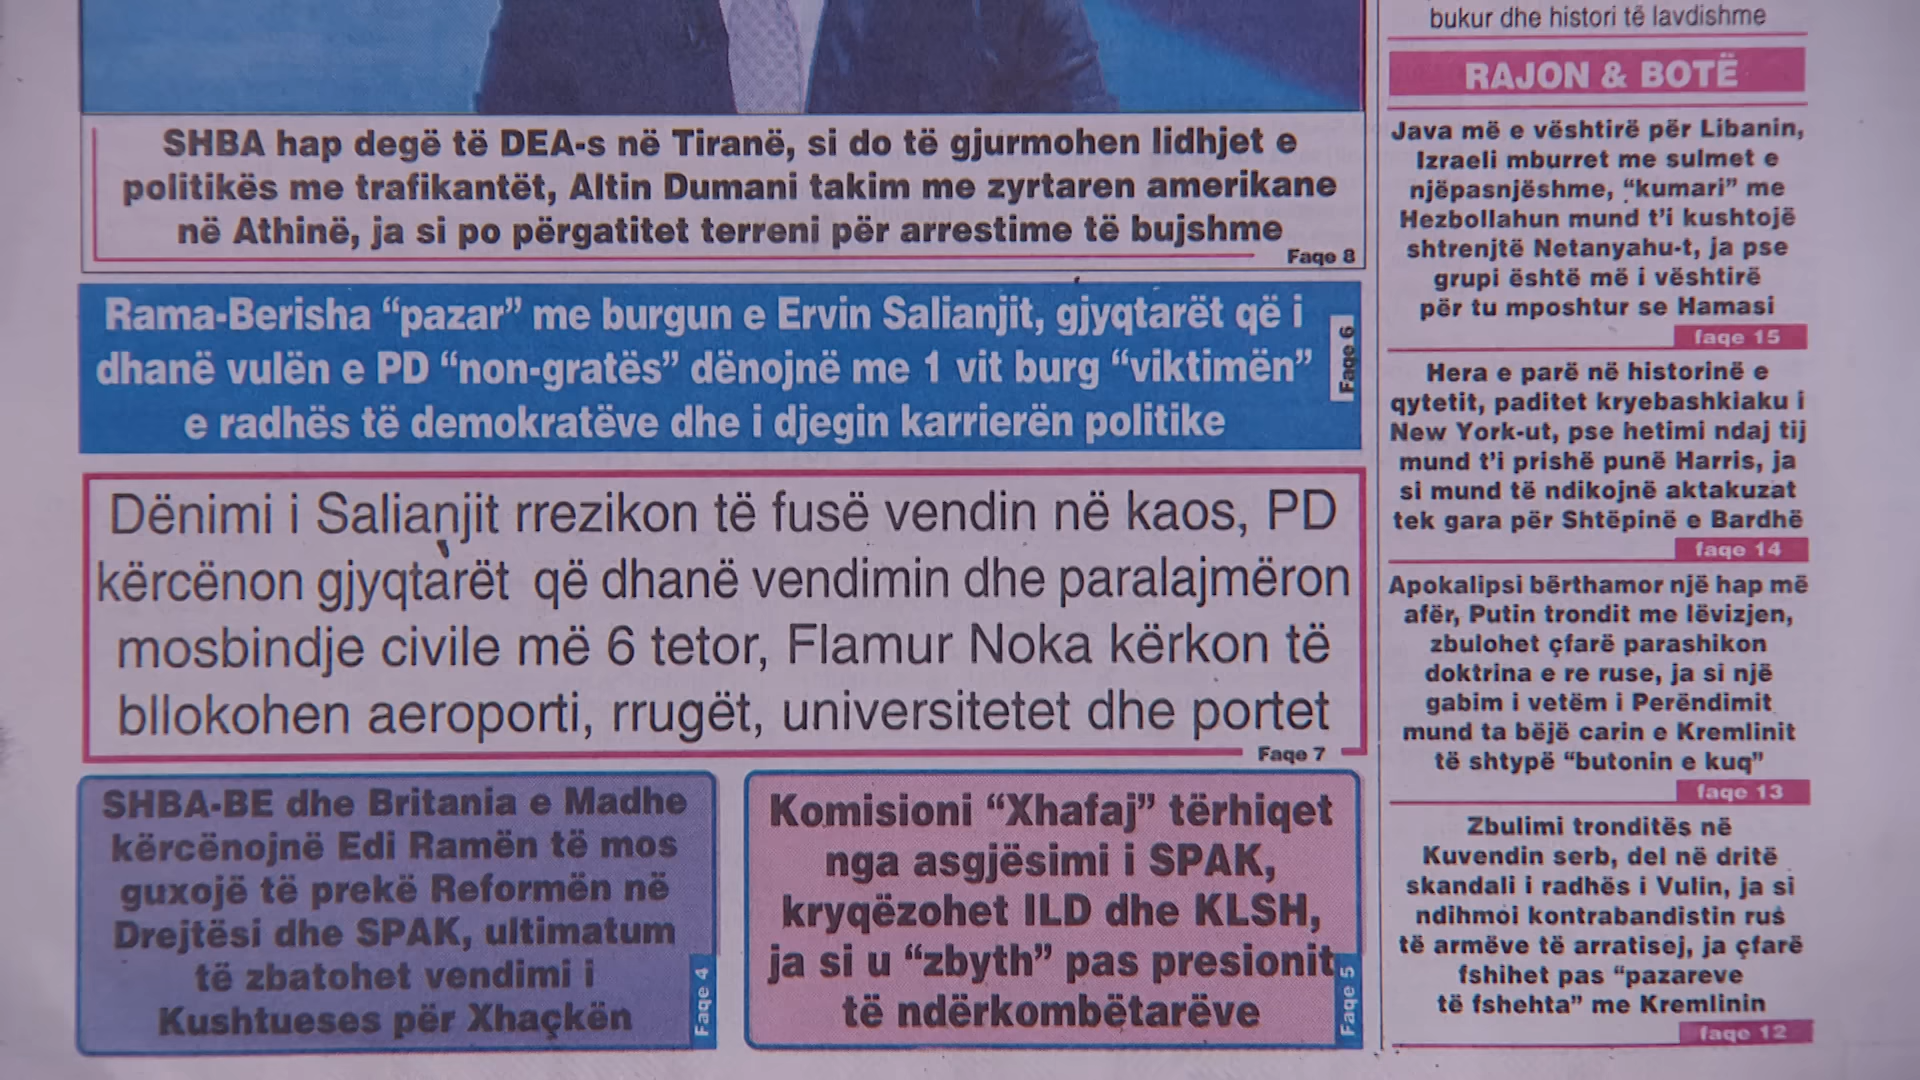 SHBA hap degë të DEA-s në Tiranë, si do të gjurmohen lidhjet e
politikës me trafikantët, Altin Dumani takim me zyrtaren amerikane
në Athinë, ja si po përgatitet terreni për arrestime të bujshme
Faqe 8
Rama-Berisha “pazar” me burgun e Ervin Salianjit, gjyqtarët që i
dhanë vulën e PD “non-gratës” dënojnë me 1 vit burg “viktimën”
e radhës të demokratëve dhe i djegin karrierën politike
Faqe 6
Dënimi i Salianjit rrezikon të fusë vendin në kaos, PD
kërcënon gjyqtarët që dhanë vendimin dhe paralajmëron
mosbindje civile më 6 tetor, Flamur Noka kërkon të
bllokohen aeroporti, rrugët, universitetet dhe portet
Faqe 7
SHBA-BE dhe Britania e Madhe
kërcënojnë Edi Ramën të mos
guxojë të prekë Reformën në
Drejtësi dhe SPAK, ultimatum
të zbatohet vendimi i
Kushtueses për Xhaçkën
Faqe 4
Komisioni “Xhafaj” tërhiqet
nga asgjësimi i SPAK,
kryqëzohet ILD dhe KLSH,
ja si u “zbyth” pas presionit
të ndërkombëtarëve
Faqe 5
bukur dhe histori të lavdishme
RAJON & BOTË
Java më e vështirë për Libanin,
Izraeli mburret me sulmet e
njëpasnjëshme, “kumari” me
Hezbollahun mund t’i kushtojë
shtrenjtë Netanyahu-t, ja pse
grupi është më i vështirë
për tu mposhtur se Hamasi
faqe 15
Hera e parë në historinë e
qytetit, paditet kryebashkiaku i
New York-ut, pse hetimi ndaj tij
mund t’i prishë punë Harris, ja
si mund të ndikojnë aktakuzat
tek gara për Shtëpinë e Bardhë
faqe 14
Apokalipsi bërthamor një hap më
afër, Putin trondit me lëvizjen,
zbulohet çfarë parashikon
doktrina e re ruse, ja si një
gabim i vetëm i Perëndimit
mund ta bëjë carin e Kremlinit
të shtypë “butonin e kuq”
faqe 13
Zbulimi tronditës në
Kuvendin serb, del në dritë
skandali i radhës i Vulin, ja si
ndihmoi kontrabandistin rus
të armëve të arratisej, ja çfarë
fshihet pas “pazareve
të fshehta” me Kremlinin
faqe 12